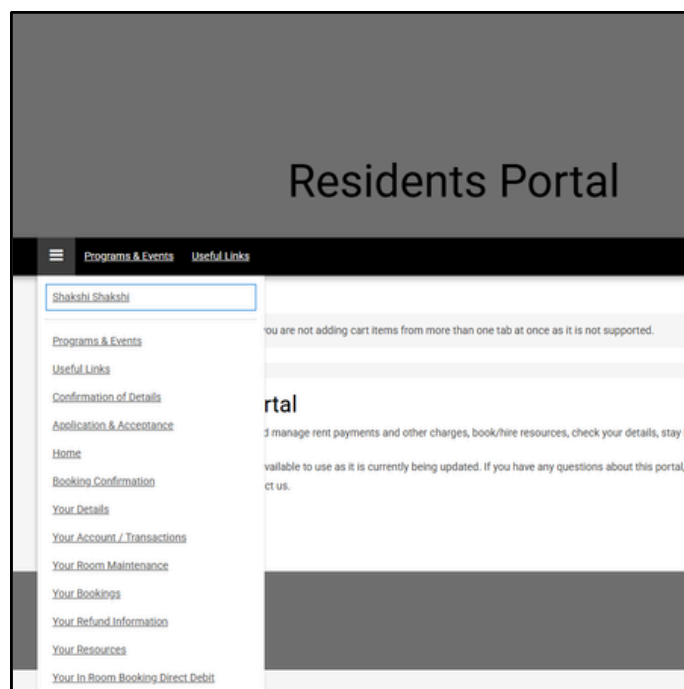 Residents Portal
Programs & Events Useful Links
Shakshi Shakshi
you are not adding cart items from more than one tab at once as it is not supported.
Programs & Events
Useful Links
Confirmation of Details
rtal
Application & Acceptance
d manage rent payments and other charges, book/hire resources, check your details, stay
Home
vailable to use as it is currently being updated. If you have any questions about this portal,
Booking Confirmation
ct us.
Your Details
Your Account / Transactions
Your Room Maintenance
Your Bookings
Your Refund Information
Your Resources
Your In Room Booking Direct Debit